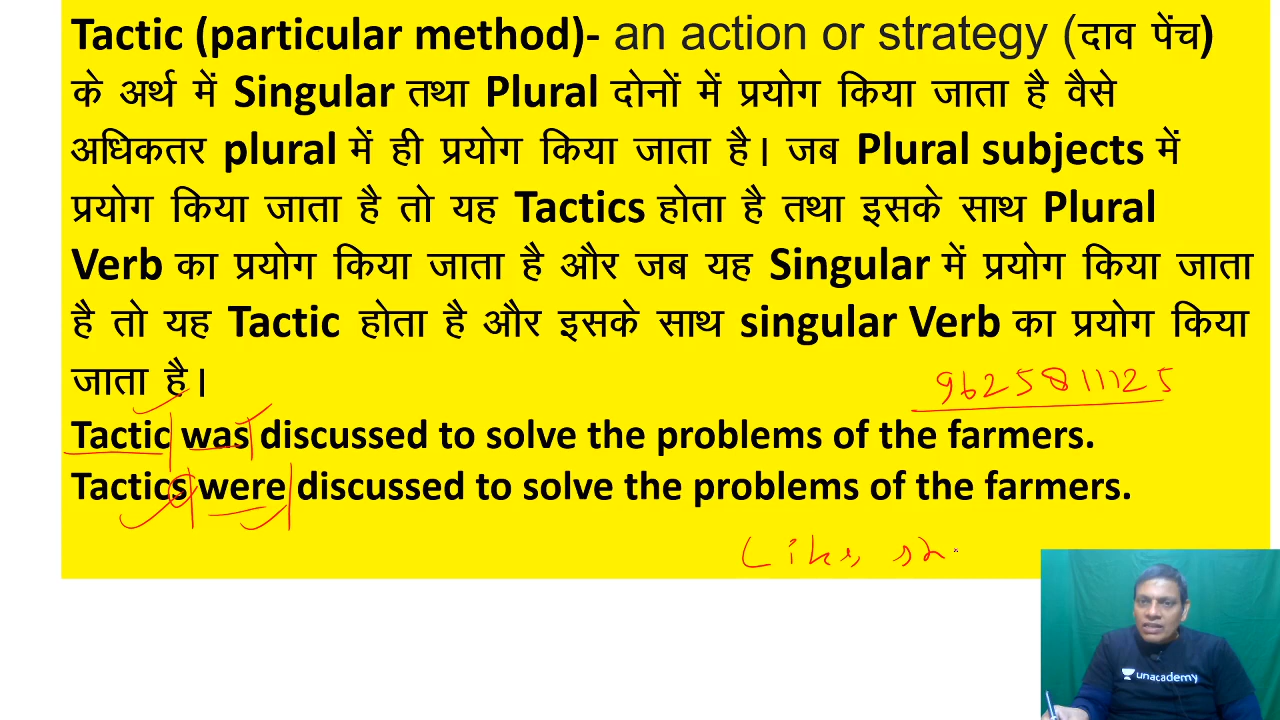 Tactic (particular method)- an action or strategy (दाव पेंच)
के अर्थ में Singular तथा Plural दोनों में प्रयोग किया जाता है वैसे
अधिकतर plural में ही प्रयोग किया जाता है। जब Plural subjects में
प्रयोग किया जाता है तो यह Tactics होता है तथा इसके साथ Plural
Verb का प्रयोग किया जाता है और जब यह Singular में प्रयोग किया जाता
है तो यह Tactic होता है और इसके साथ singular Verb का प्रयोग किया
जाता है।
9625811125
Tactic was discussed to solve the problems of the farmers.
Tactics were discussed to solve the problems of the farmers.
Like, sh
unacademy